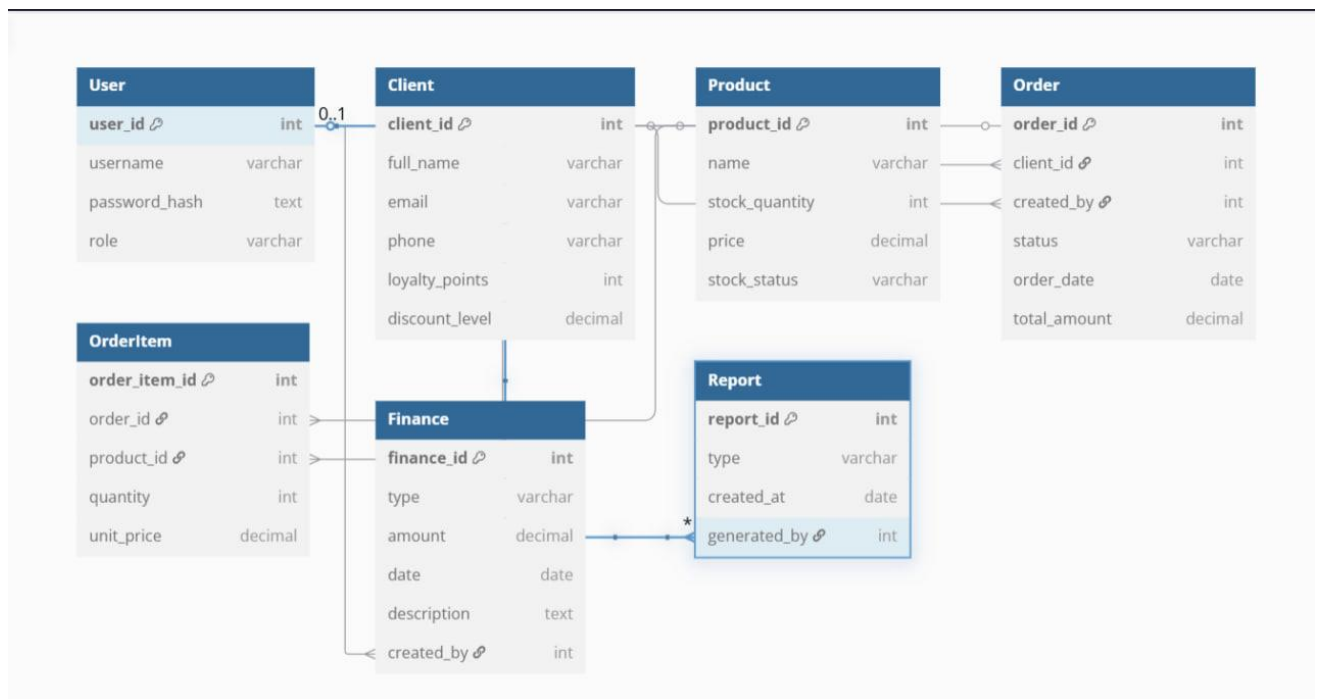 User
user_id int
username varchar
password_hash text
role varchar
0..1
Client
client_id int
full_name varchar
email varchar
phone varchar
loyalty_points int
discount_level decimal
Product
product_id int
name varchar
stock_quantity int
price decimal
stock_status varchar
Order
order_id int
client_id int
created_by int
status varchar
order_date date
total_amount decimal
OrderItem
order_item_id int
order_id int
product_id int
quantity int
unit_price decimal
Finance
finance_id int
type varchar
amount decimal
date date
description text
created_by int
Report
report_id int
type varchar
created_at date
* generated_by int